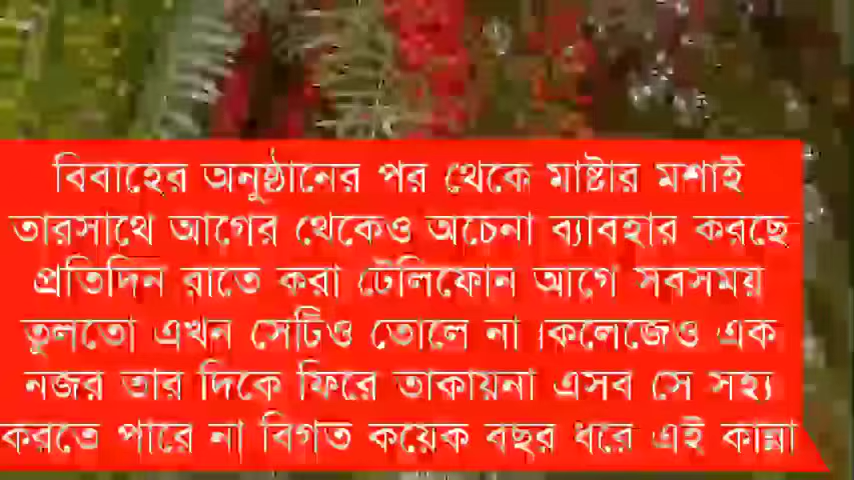 বিবাহের অনুষ্ঠানের পর থেকে মাষ্টার মশাই
তারসাথে আগের থেকেও অচেনা ব্যাবহার করছে
প্রতিদিন রাতে করা টেলিফোন আগে সবসময়
তুলতো এখন সেটিও তোলে না ।কলেজেও এক
নজর তার দিকে ফিরে তাকায়না এসব সে সহ্য
করতে পারে না বিগত কয়েক বছর ধরে এই কান্না